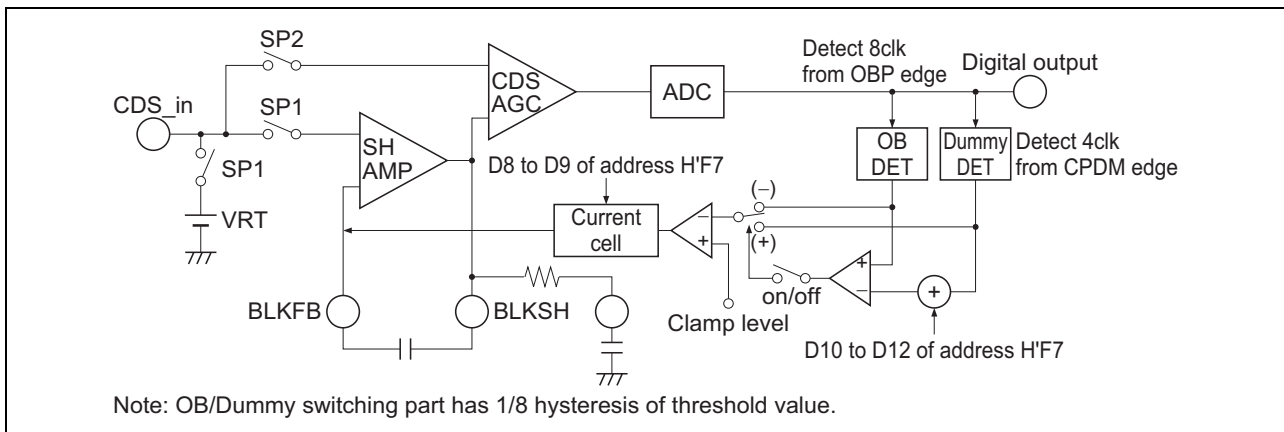 SP2
CDS_in
SP1
SP1
VRT
SH
AMP
CDS
AGC
ADC
Detect 8clk
from OBP edge
Digital output
OB
DET
Dummy
DET
Detect 4clk
from CPDM edge
D8 to D9 of address H'F7
Current
cell
(−)
(+)
−
+
+
−
on/off
+
Clamp level
BLKFB
BLKSH
D10 to D12 of address H'F7
Note: OB/Dummy switching part has 1/8 hysteresis of threshold value.